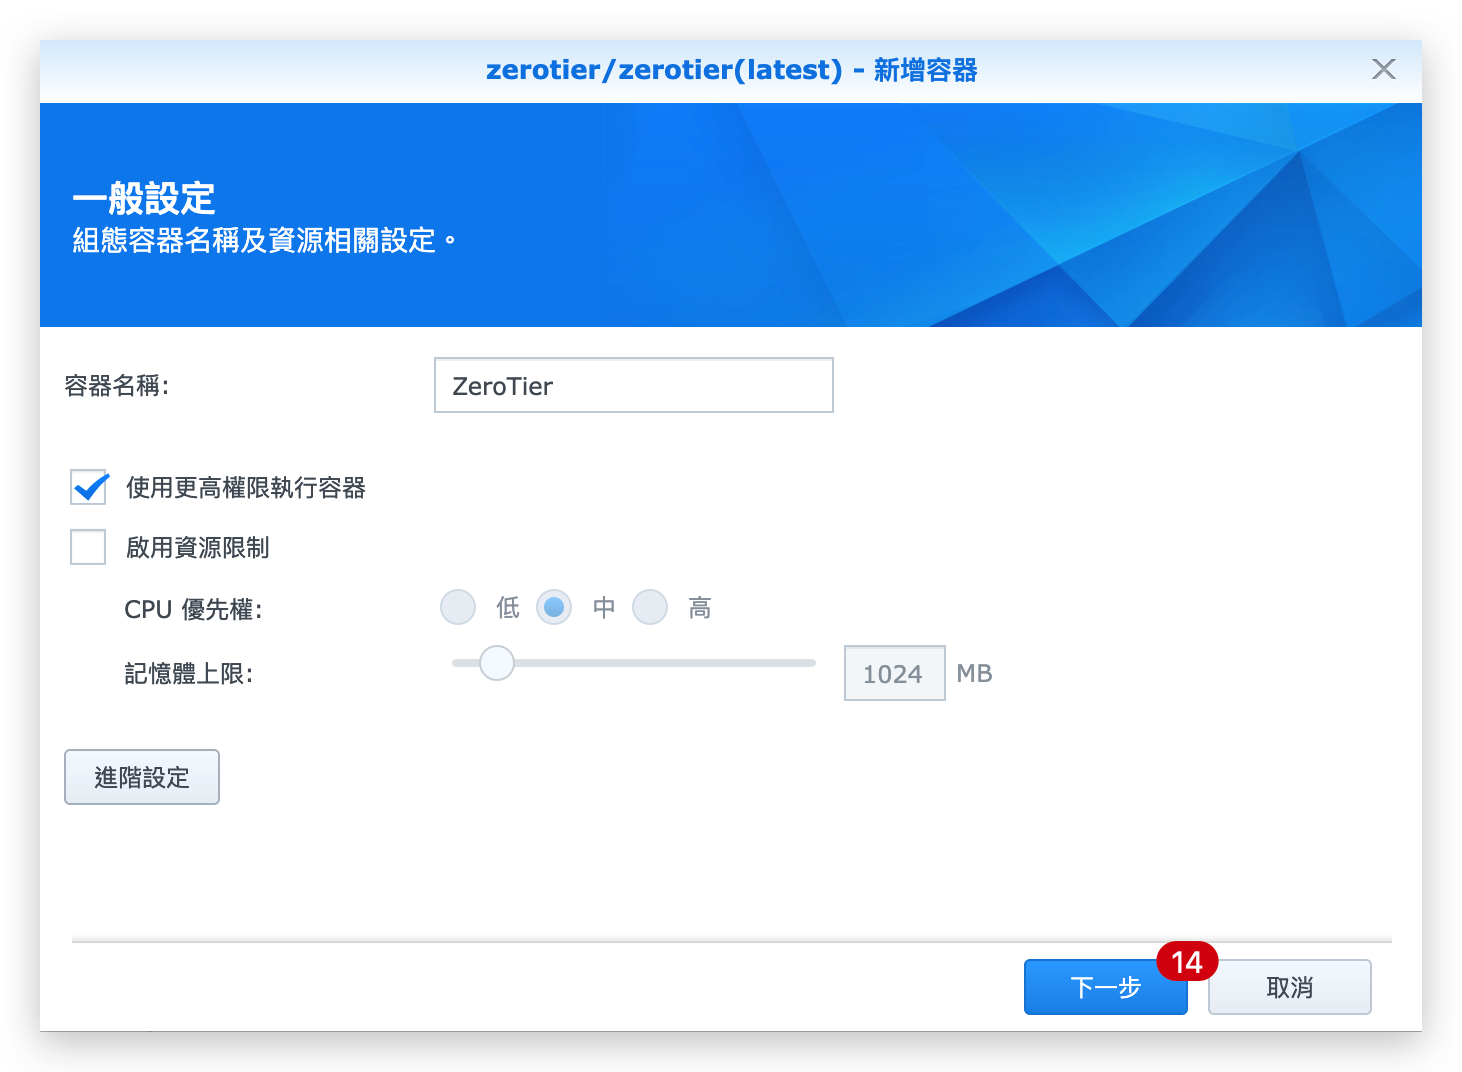 zerotier/zerotier(latest) - 新增容器
一般設定
組態容器名稱及資源相關設定。
容器名稱: ZeroTier
使用更高權限執行容器
啟用資源限制
CPU 優先權: 低 中 高
記憶體上限: 1024 MB
進階設定
14
下一步 取消